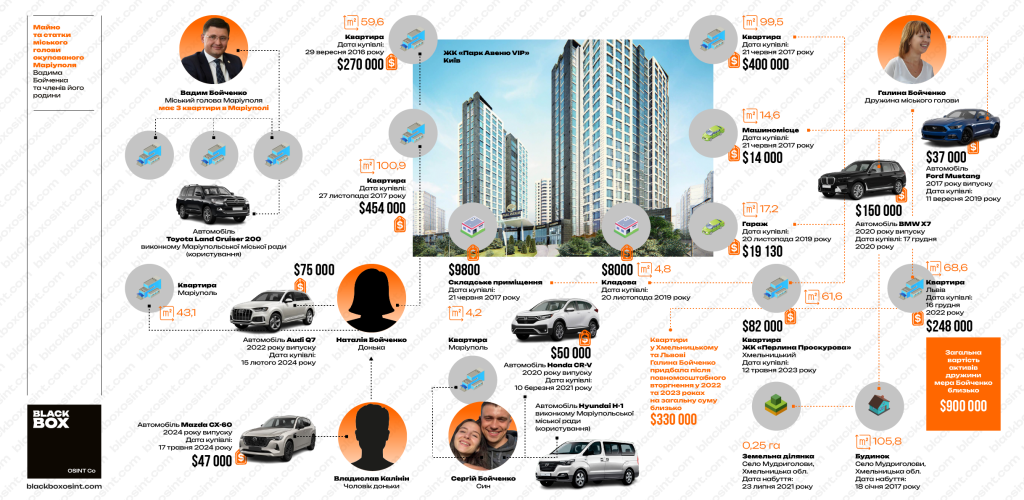 Майно
та статки
міського
голови
окупованого
Маріуполя
Вадима
Бойченка
та членів його
родини
Вадим Бойченко
Міський голова Маріуполя
має 3 квартири в Маріуполі
Автомобіль
Toyota Land Cruiser 200
виконкому Маріупольської міської ради
(користування)
м² 59,6
Квартира
Дата купівлі:
29 вересня 2016 року
$270 000
м² 100,9
Квартира
Дата купівлі:
27 листопада 2017 року
$454 000
ЖК «Парк Авеню VIP»
Київ
м² 99,5
Квартира
Дата купівлі:
21 червня 2017 року
$400 000
м² 14,6
Машиномісце
Дата купівлі:
21 червня 2017 року
$14 000
м² 17,2
Гараж
Дата купівлі:
20 листопада 2019 року
$19 130
Галина Бойченко
Дружина міського голови
$37 000
Автомобіль
Ford Mustang
2017 року випуску
Дата купівлі:
11 вересня 2019 року
$150 000
Автомобіль BMW X7
2020 року випуску
Дата купівлі: 17 грудня
2020 року
Квартира
Маріуполь
м² 43,1
$75 000
Автомобіль Audi Q7
2022 року випуску
Дата купівлі:
15 лютого 2024 року
Наталія Бойченко
Донька
$9800
Складське приміщення
Дата купівлі:
21 червня 2017 року
м² 4,2
Квартира
Маріуполь
$8000
м² 4,8
Кладова
Дата купівлі:
20 листопада 2019 року
$50 000
Автомобіль Honda CR-V
2020 року випуску
Дата купівлі:
10 березня 2021 року
Квартири
у Хмельницькому
та Львові
Галина Бойченко
придбала після
повномасштабного
вторгнення у 2022
та 2023 роках
на загальну суму
близько
$330 000
м² 61,6
$82 000
Квартира
ЖК «Перлина Проскурова»
Хмельницький
Дата купівлі:
12 травня 2023 року
м² 68,6
Квартира
Львів
Дата купівлі:
16 грудня
2022 року
$248 000
Загальна
вартість
активів
дружини
мера Бойченко
близько
$900 000
BLACK
BOX
OSINT Co
blackboxosint.com
Автомобіль Mazda CX-60
2024 року випуску
Дата купівлі:
17 травня 2024 року
$47 000
Владислав Калінін
Чоловік доньки
Сергій Бойченко
Син
Автомобіль Hyundai H-1
виконкому Маріупольської
міської ради
(користування)
0,25 га
Земельна ділянка
Село Мудриголови,
Хмельницька обл.
Дата набуття:
23 липня 2021 року
м² 105,8
Будинок
Село Мудриголови,
Хмельницька обл.
Дата набуття:
18 січня 2017 року